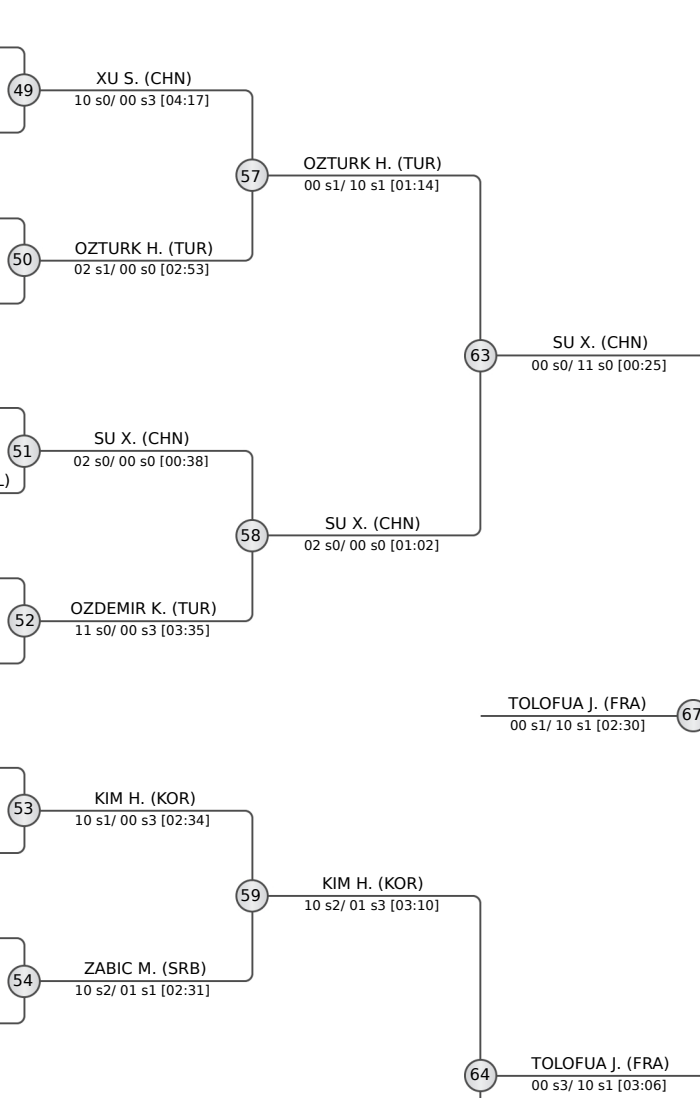 49
XU S. (CHN)
10 s0/ 00 s3 [04:17]
57
OZTURK H. (TUR)
00 s1/ 10 s1 [01:14]
50
OZTURK H. (TUR)
02 s1/ 00 s0 [02:53]
63
SU X. (CHN)
00 s0/ 11 s0 [00:25]
51
SU X. (CHN)
02 s0/ 00 s0 [00:38]
L)
58
SU X. (CHN)
02 s0/ 00 s0 [01:02]
52
OZDEMIR K. (TUR)
11 s0/ 00 s3 [03:35]
TOLOFUA J. (FRA)
00 s1/ 10 s1 [02:30]
67
53
KIM H. (KOR)
10 s1/ 00 s3 [02:34]
59
KIM H. (KOR)
10 s2/ 01 s3 [03:10]
54
ZABIC M. (SRB)
10 s2/ 01 s1 [02:31]
64
TOLOFUA J. (FRA)
00 s3/ 10 s1 [03:06]